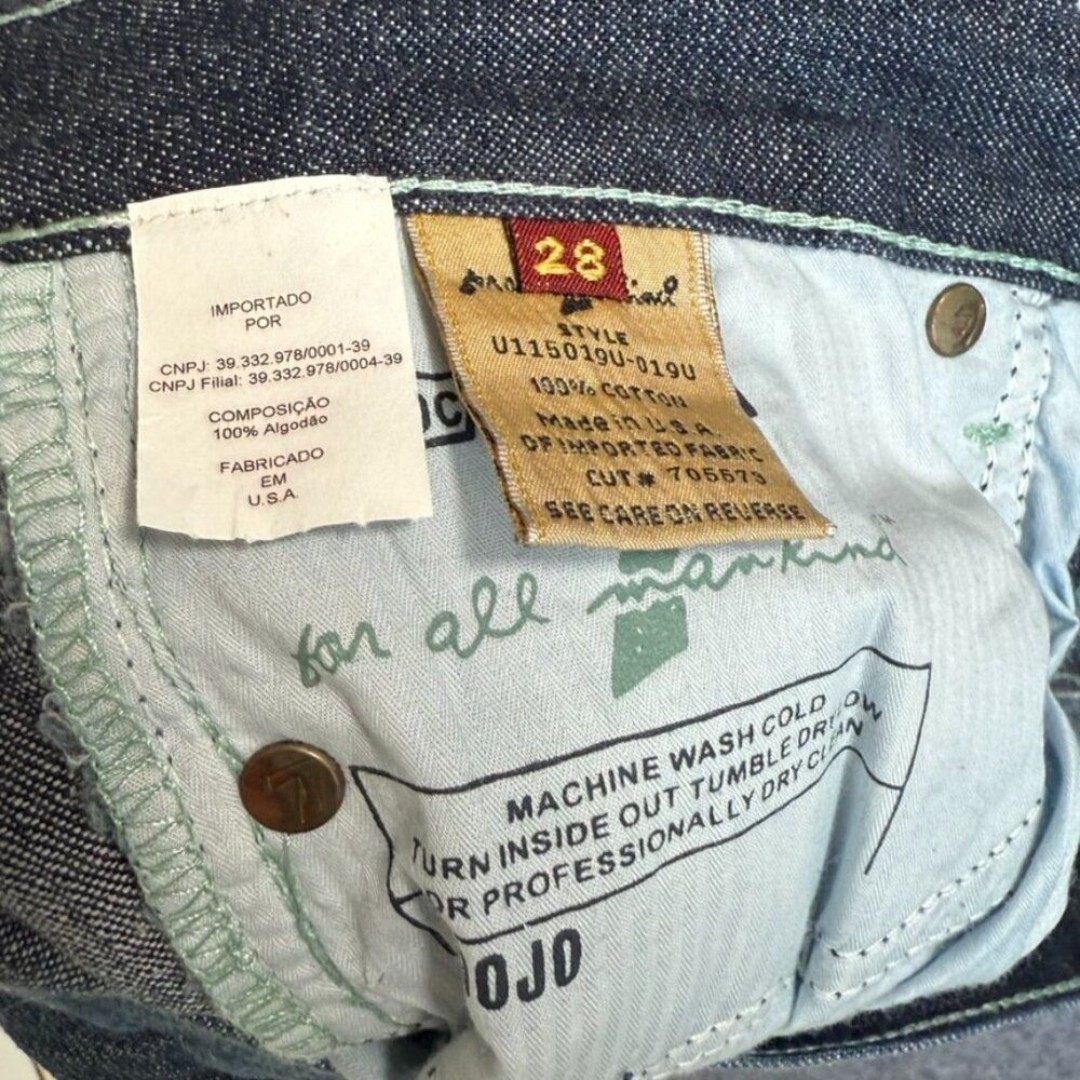 IMPORTADO
POR
CNPJ: 39.332.978/0001-39
CNPJ Filial: 39.332.978/0004-39
COMPOSIÇÃO
100% Algodão
FABRICADO
EM
U.S.A.
28
STYLE
U115019U-019U
100% COTTON
Made in U.S.A.
OF IMPORTED FABRIC
CUT# 705573
SEE CARE ON REVERSE
for all mankind
MACHINE WASH COLD
TURN INSIDE OUT TUMBLE DRY LOW
OR PROFESSIONALLY DRY CLEAN
OJO